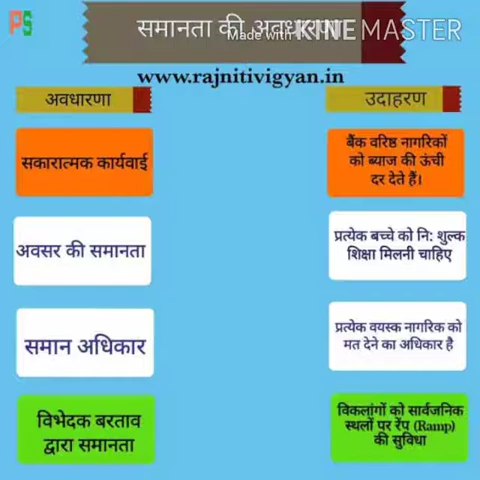 PS
समानता की अवधारणा
Made with KINEMASTER
www.rajnitivigyan.in
अवधारणा
उदाहरण
सकारात्मक कार्यवाई
बैंक वरिष्ठ नागरिकों
को ब्याज की ऊंची
दर देते हैं।
अवसर की समानता
प्रत्येक बच्चे को नि: शुल्क
शिक्षा मिलनी चाहिए
समान अधिकार
प्रत्येक वयस्क नागरिक को
मत देने का अधिकार है
विभेदक बरताव
द्वारा समानता
विकलांगों को सार्वजनिक
स्थलों पर रेंप (Ramp)
की सुविधा